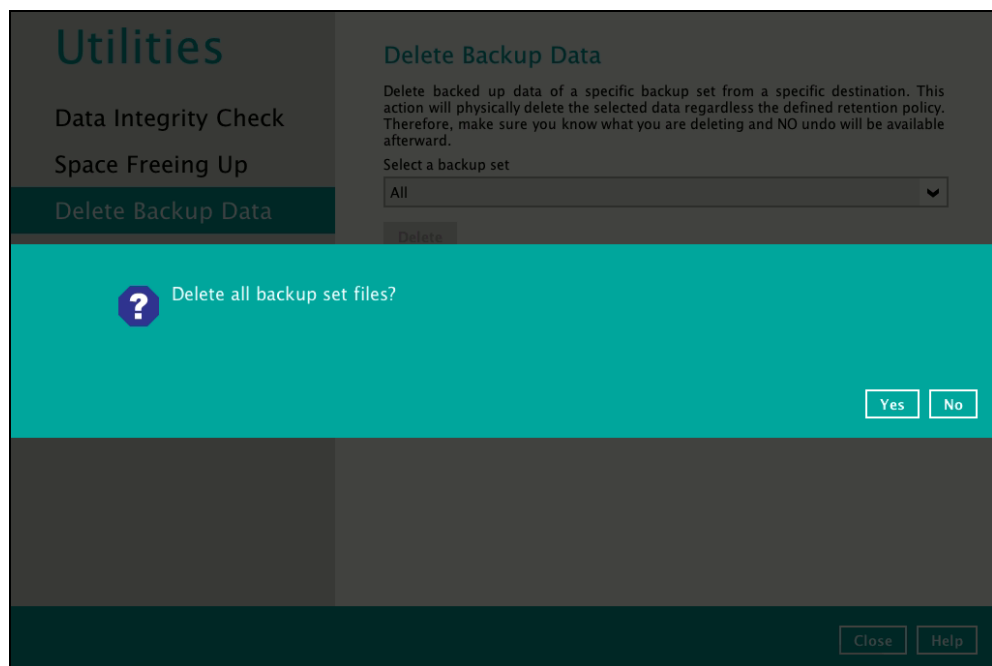 Utilities
Data Integrity Check
Space Freeing Up
Delete Backup Data
Delete Backup Data
Delete backed up data of a specific backup set from a specific destination. This
action will physically delete the selected data regardless the defined retention policy.
Therefore, make sure you know what you are deleting and NO undo will be available
afterward.
Select a backup set
All
Delete
?
Delete all backup set files?
Yes
No
Close
Help